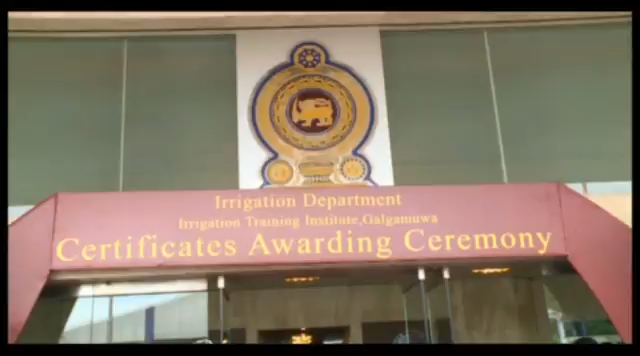 Irrigation Department
Irrigation Training Institute,Galgamuwa
Certificates Awarding Ceremony